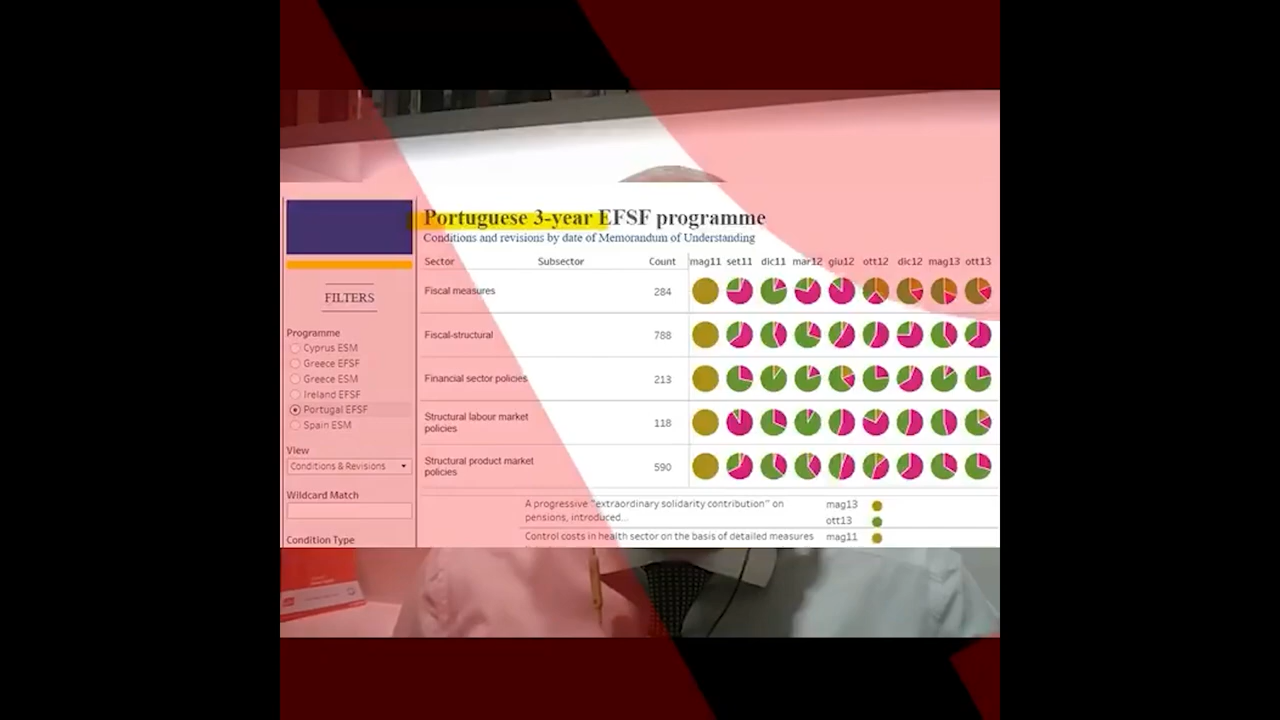 Portuguese 3-year EFSF programme
Conditions and revisions by date of Memorandum of Understanding
Sector Subsector Count mag11 set11 dic11 mar12 giu12 ott12 dic12 mag13 ott13
FILTERS
Fiscal measures 284
Programme
Cyprus ESM
Greece EFSF
Greece ESM
Ireland EFSF
Portugal EFSF
Spain ESM
Fiscal-structural 788
Financial sector policies 213
Structural labour market
policies 118
Structural product market
policies 590
View
Conditions & Revisions
Wildcard Match
Condition Type
A progressive "extraordinary solidarity contribution" on mag13
pensions, introduced... ott13
Control costs in health sector on the basis of detailed measures mag11